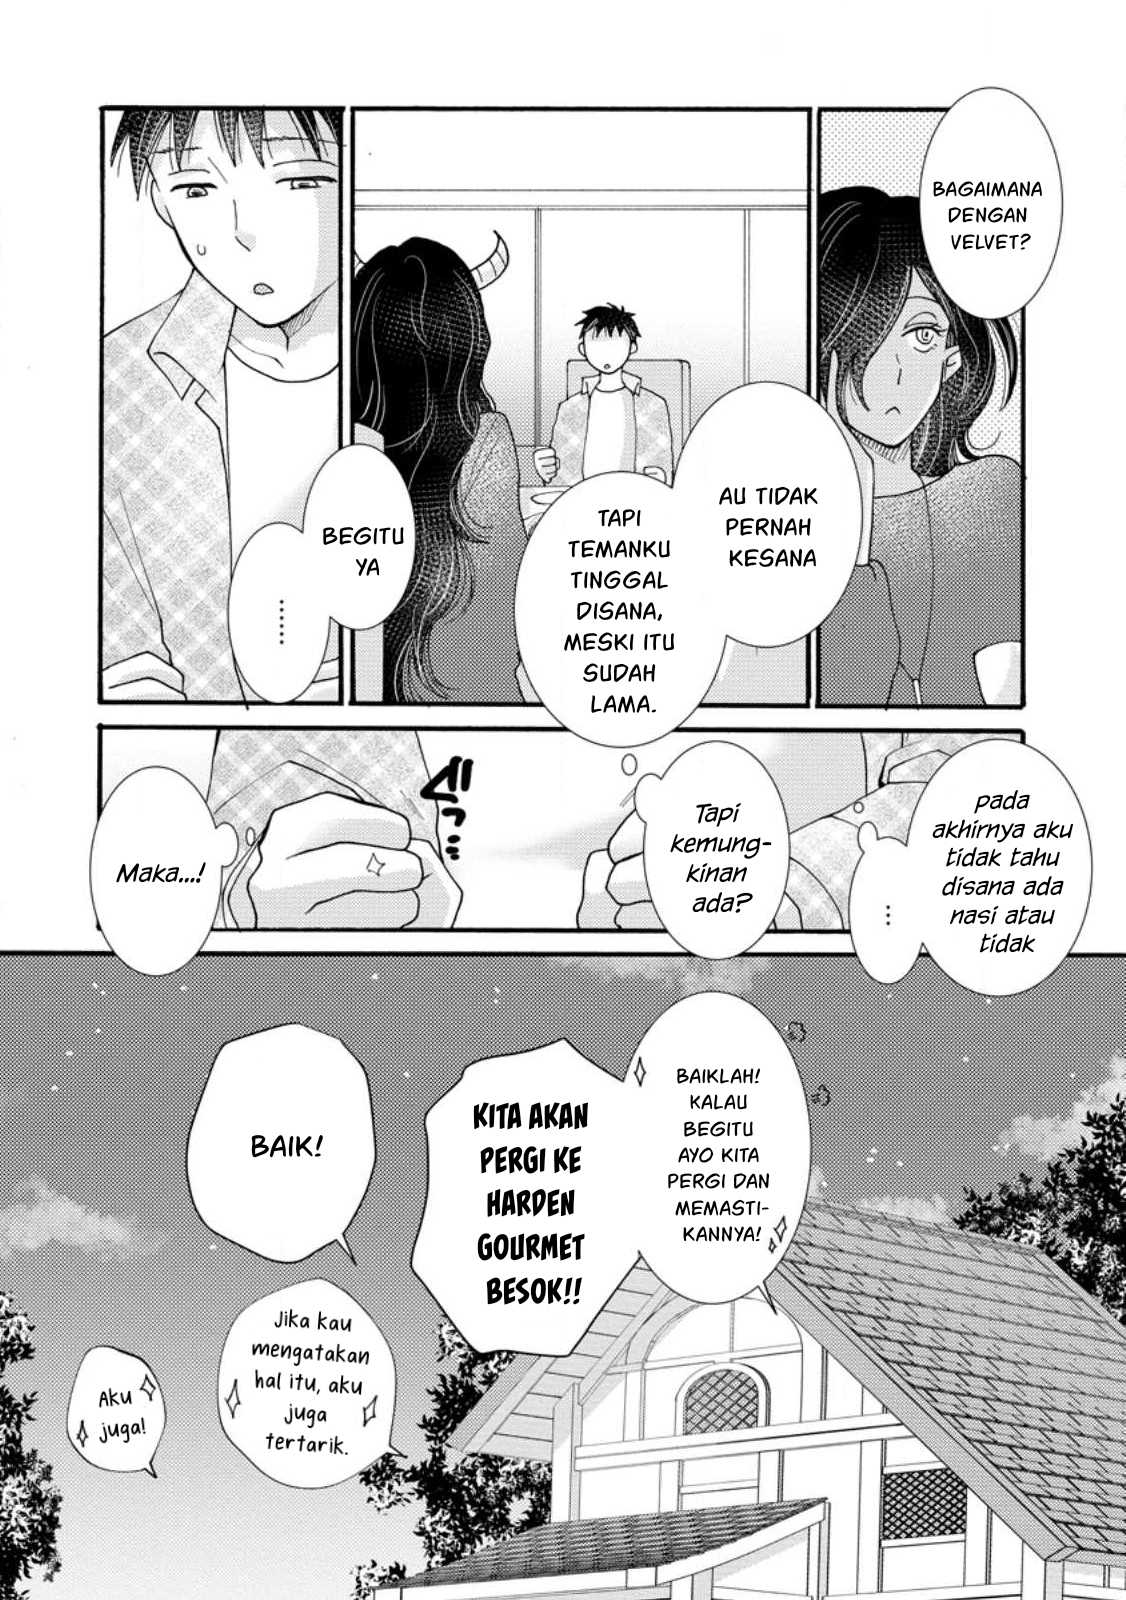 BAGAIMANA
DENGAN
VELVET?
AU TIDAK
PERNAH
KESANA
TAPI
TEMANKU
TINGGAL
DISANA,
MESKI ITU
SUDAH
LAMA.
BEGITU
YA
........
pada
akhirnya aku
tidak tahu
disana ada
nasi atau
tidak
...
Tapi
kemung-
kinan
ada?
グッ...
Maka...!
BAIKLAH!
KALAU
BEGITU
AYO KITA
PERGI DAN
MEMASTI-
KANNYA!
KITA AKAN
PERGI KE
HARDEN
GOURMET
BESOK!!
BAIK!
Jika kau
mengatakan
hal itu, aku
juga
tertarik.
Aku
juga!